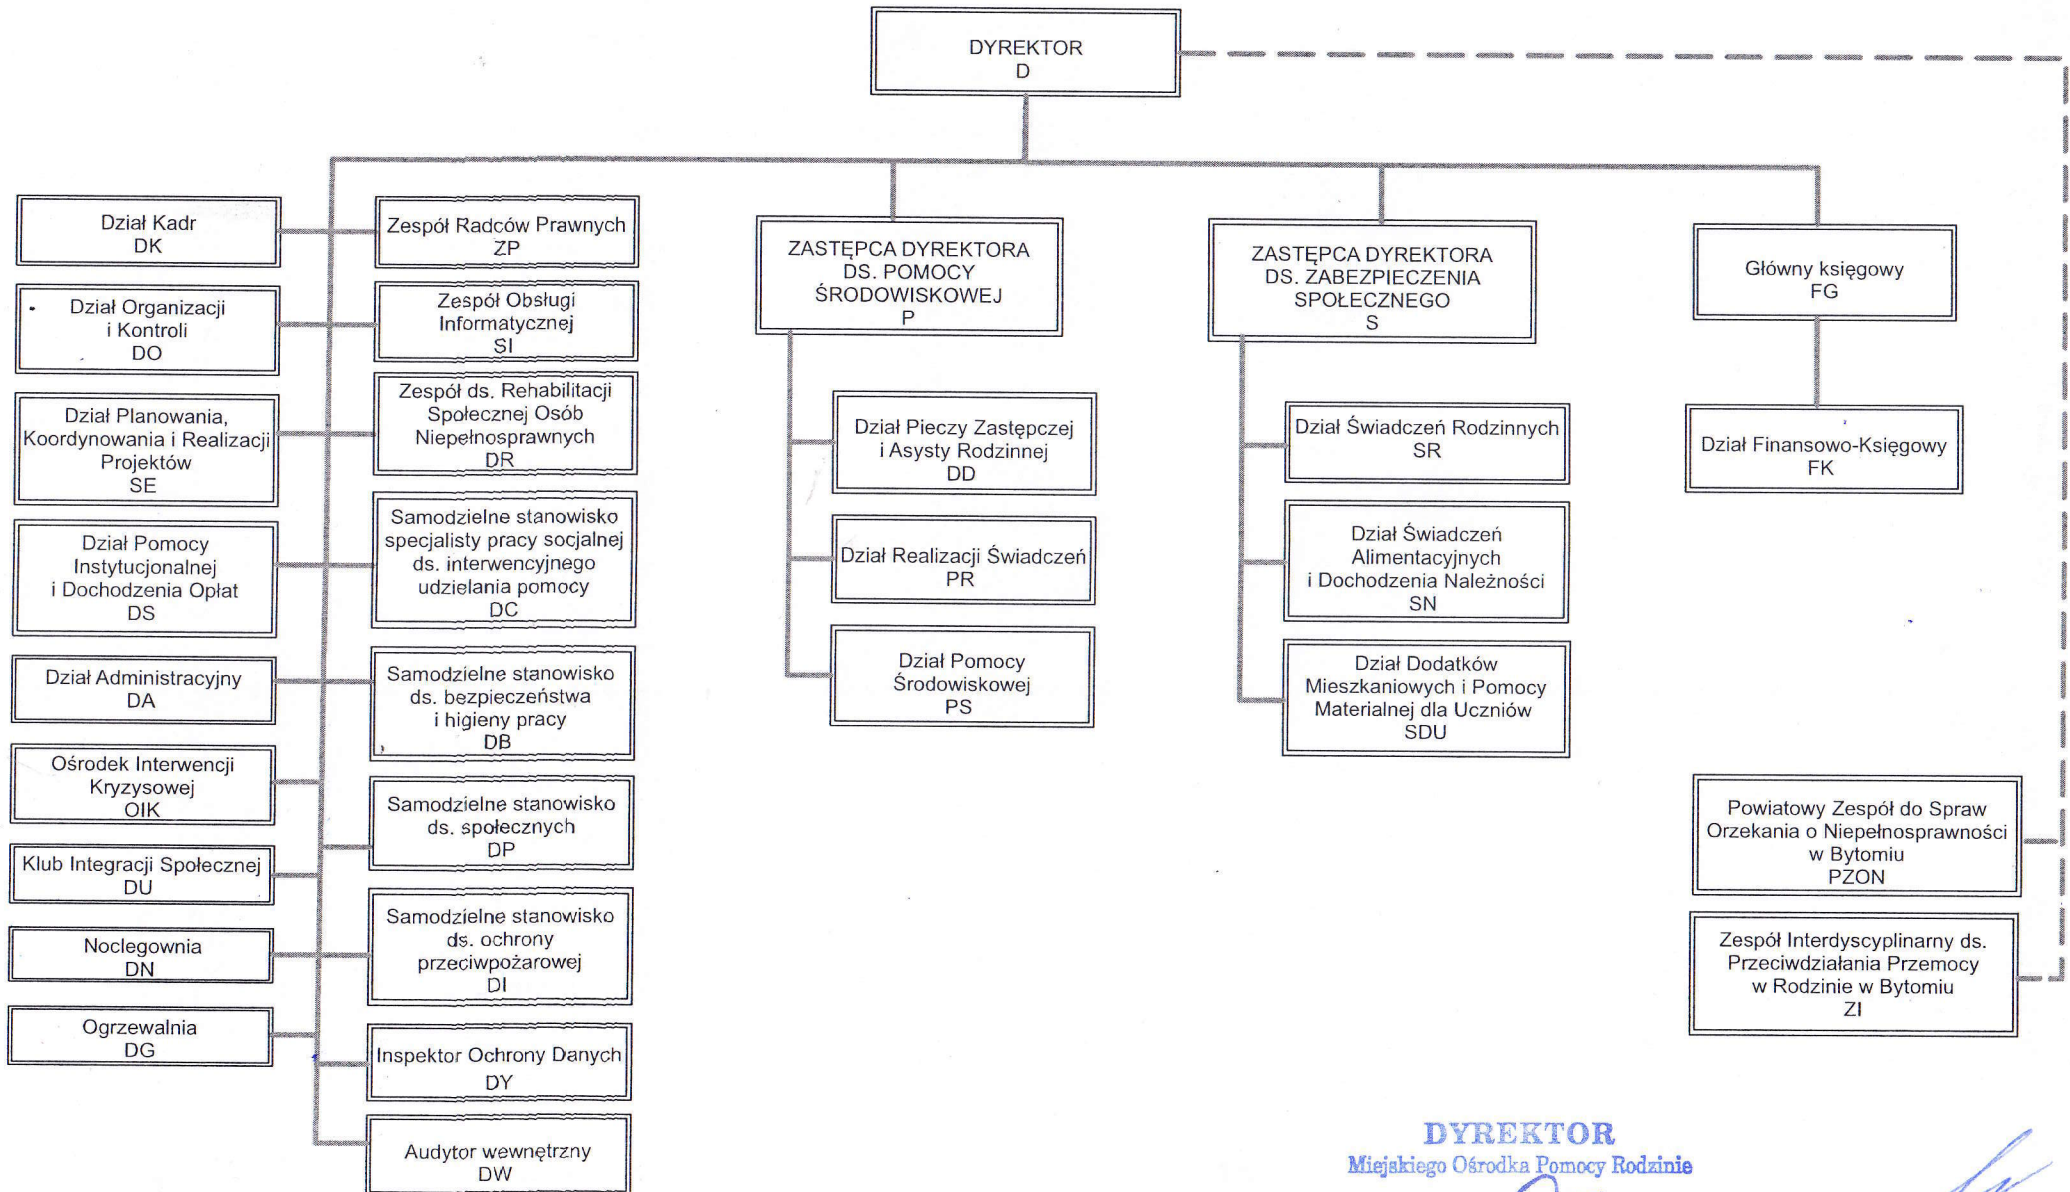 DYREKTOR
D
Dział Kadr
DK
Dział Organizacji
i Kontroli
DO
Dział Planowania,
Koordynowania i Realizacji
Projektów
SE
Dział Pomocy
Instytucjonalnej
i Dochodzenia Opłat
DS
Dział Administracyjny
DA
Ośrodek Interwencji
Kryzysowej
OIK
Klub Integracji Społecznej
DU
Noclegownia
DN
Ogrzewalnia
DG
Zespół Radców Prawnych
ZP
Zespół Obsługi
Informatycznej
SI
Zespół ds. Rehabilitacji
Społecznej Osób
Niepełnosprawnych
DR
Samodzielne stanowisko
specjalisty pracy socjalnej
ds. interwencyjnego
udzielania pomocy
DC
Samodzielne stanowisko
ds. bezpieczeństwa
i higieny pracy
DB
Samodzielne stanowisko
ds. społecznych
DP
Samodzielne stanowisko
ds. ochrony
przeciwpożarowej
DI
Inspektor Ochrony Danych
DY
Audytor wewnętrzny
DW
ZASTĘPCA DYREKTORA
DS. POMOCY
ŚRODOWISKOWEJ
P
Dział Pieczy Zastępczej
i Asysty Rodzinnej
DD
Dział Realizacji Świadczeń
PR
Dział Pomocy
Środowiskowej
PS
ZASTĘPCA DYREKTORA
DS. ZABEZPIECZENIA
SPOŁECZNEGO
S
Dział Świadczeń Rodzinnych
SR
Dział Świadczeń
Alimentacyjnych
i Dochodzenia Należności
SN
Dział Dodatków
Mieszkaniowych i Pomocy
Materialnej dla Uczniów
SDU
Główny księgowy
FG
Dział Finansowo-Księgowy
FK
Powiatowy Zespół do Spraw
Orzekania o Niepełnosprawności
w Bytomiu
PZON
Zespół Interdyscyplinarny ds.
Przeciwdziałania Przemocy
w Rodzinie w Bytomiu
ZI
DYREKTOR
Miejskiego Ośrodka Pomocy Rodzinie